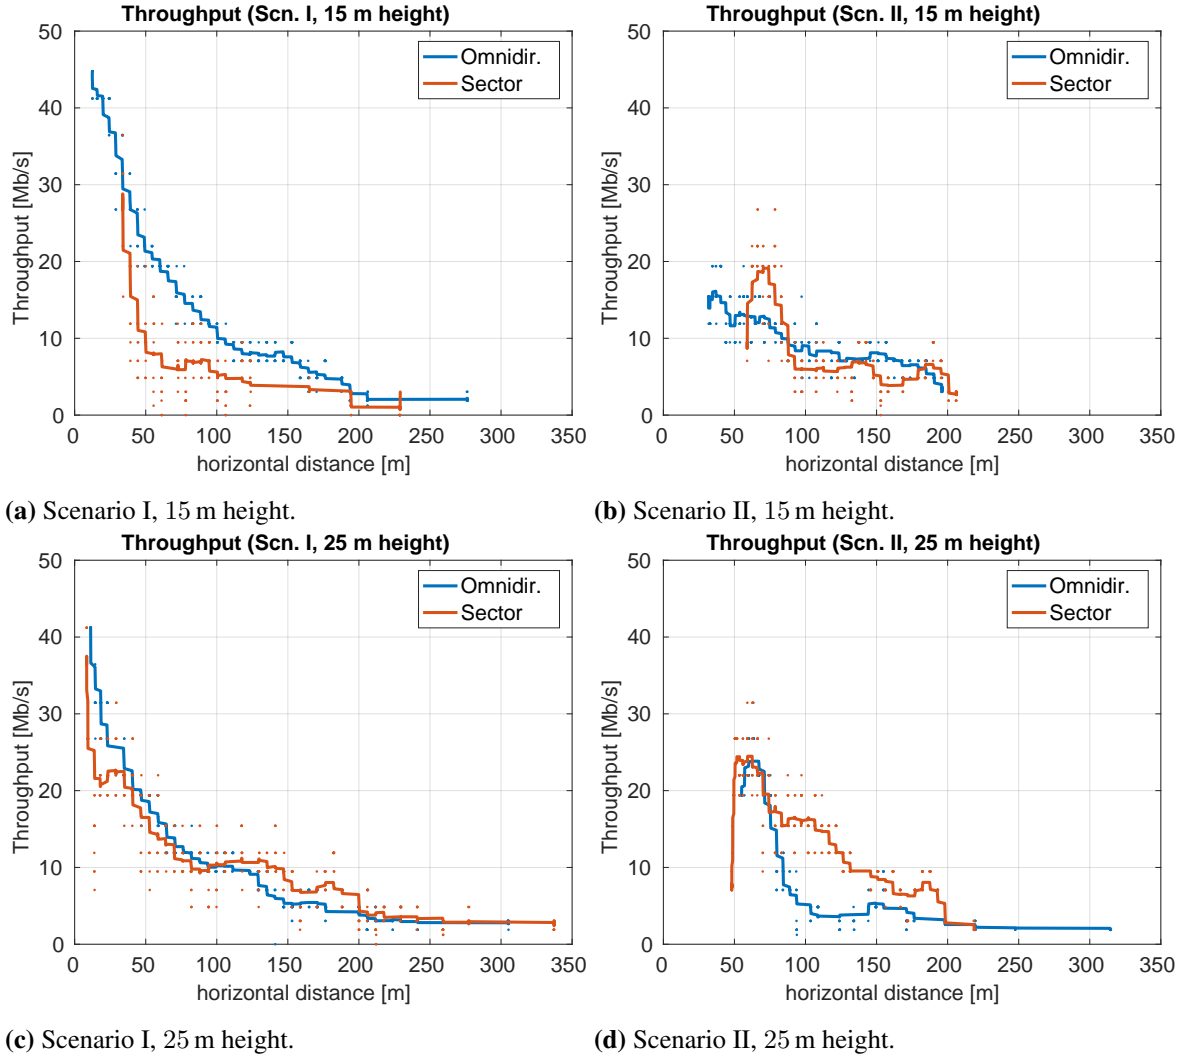 Throughput (Scn. I, 15 m height)
50
40
30
20
10
0
Throughput [Mb/s]
Omnidir.
Sector
0 50 100 150 200 250 300 350
horizontal distance [m]
(a) Scenario I, 15 m height.
Throughput (Scn. II, 15 m height)
50
40
30
20
10
0
Throughput [Mb/s]
Omnidir.
Sector
0 50 100 150 200 250 300 350
horizontal distance [m]
(b) Scenario II, 15 m height.
Throughput (Scn. I, 25 m height)
50
40
30
20
10
0
Throughput [Mb/s]
Omnidir.
Sector
0 50 100 150 200 250 300 350
horizontal distance [m]
(c) Scenario I, 25 m height.
Throughput (Scn. II, 25 m height)
50
40
30
20
10
0
Throughput [Mb/s]
Omnidir.
Sector
0 50 100 150 200 250 300 350
horizontal distance [m]
(d) Scenario II, 25 m height.